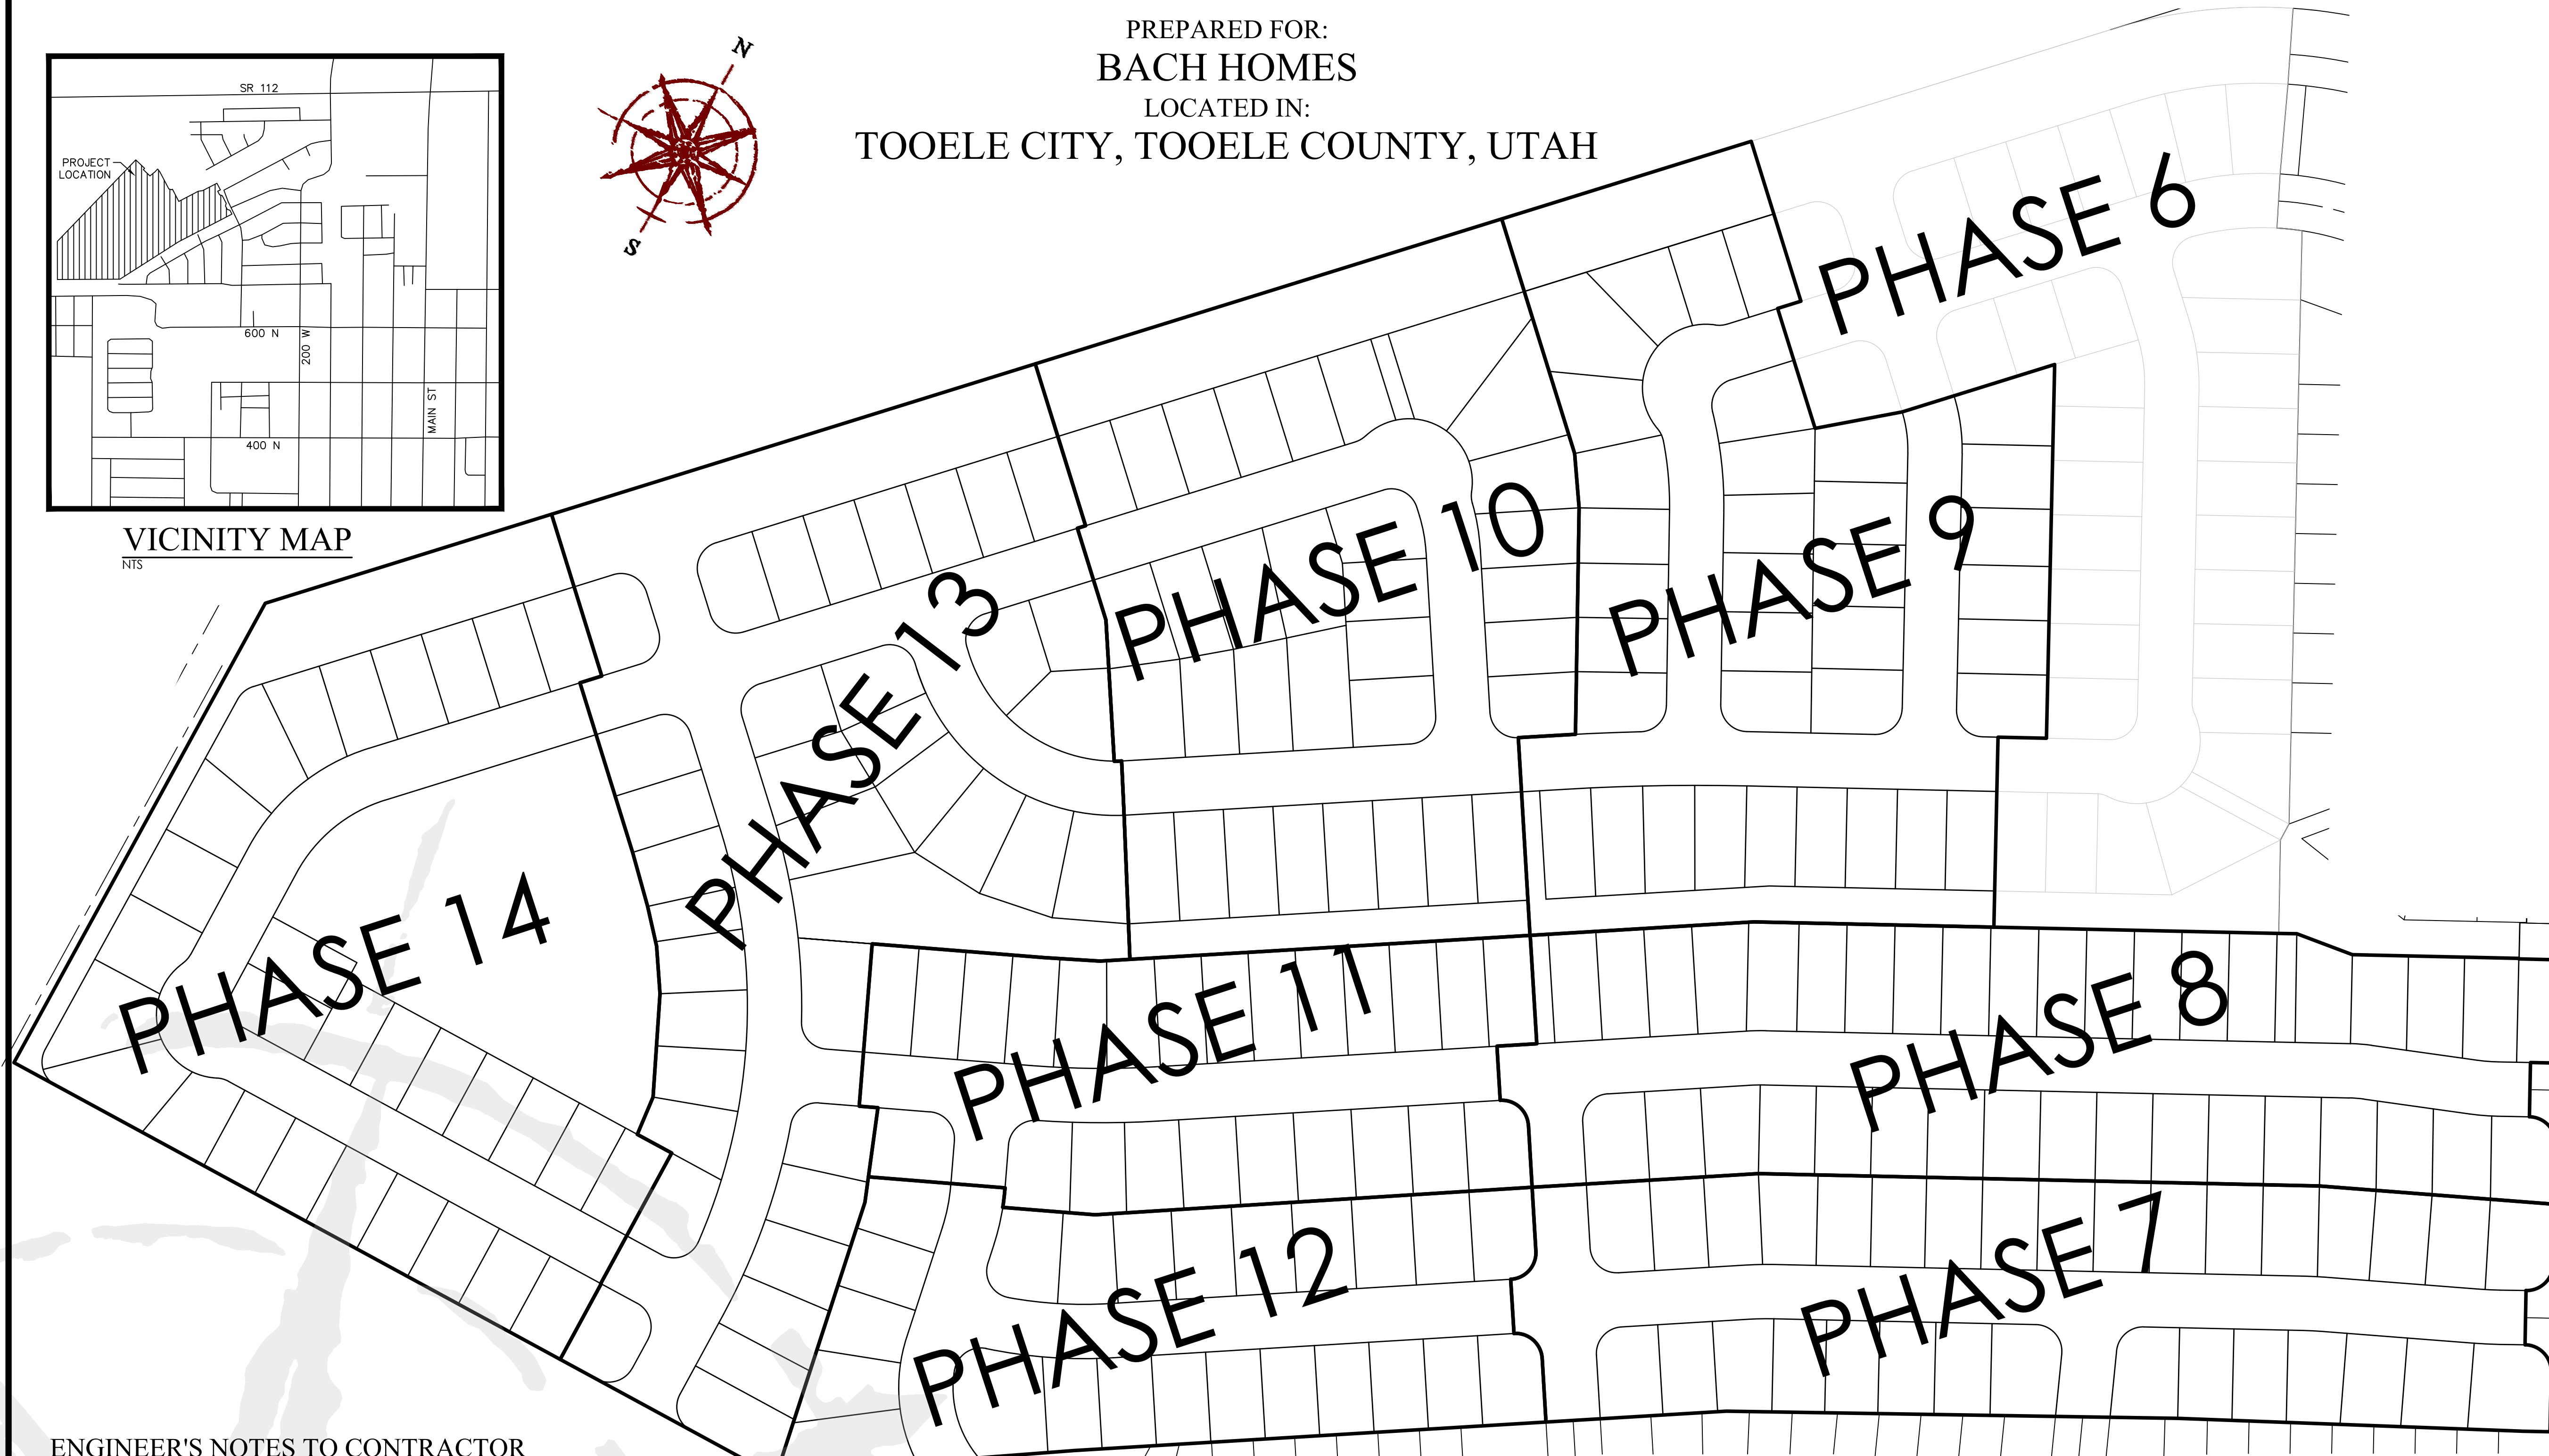 PREPARED FOR:
BACH HOMES
LOCATED IN:
TOOELE CITY, TOOELE COUNTY, UTAH
N
S
SR 112
PROJECT
LOCATION
600 N
200 W
MAIN ST
400 N
VICINITY MAP
NTS
PHASE 6
PHASE 10
PHASE 9
PHASE 13
PHASE 14
PHASE 11
PHASE 8
PHASE 12
PHASE 7
ENGINEER'S NOTES TO CONTRACTOR